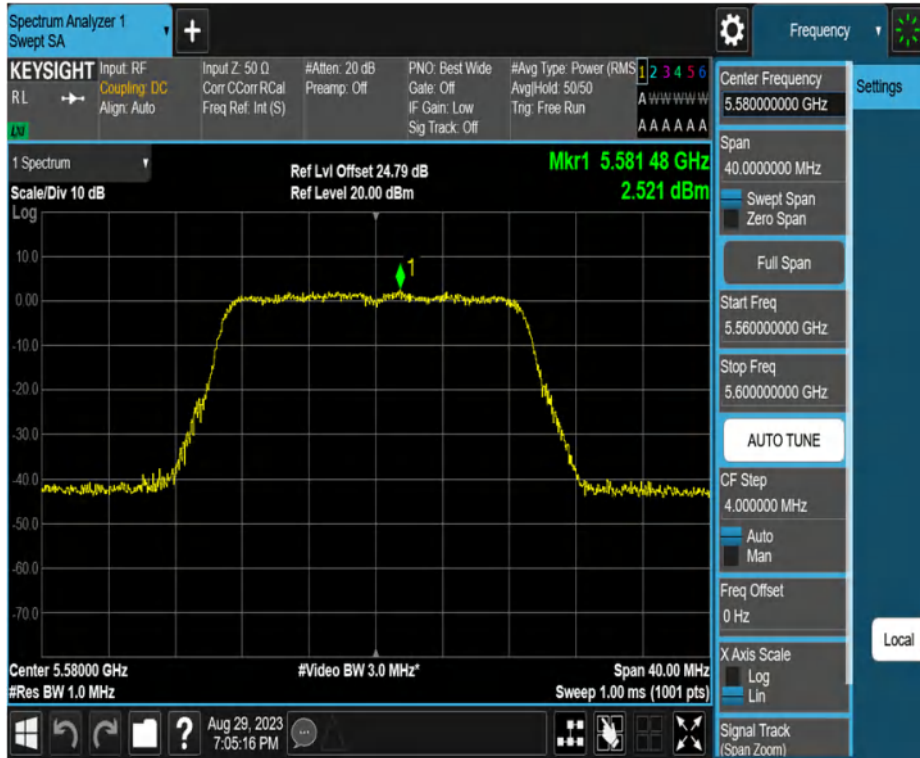 Spectrum Analyzer 1
Swept SA
+
Frequency
KEYSIGHT
RL
LXI
Input: RF
Coupling: DC
Align: Auto
Input Z: 50 Ω
Corr CCorr RCal
Freq Ref: Int (S)
#Atten: 20 dB
Preamp: Off
PNO: Best Wide
Gate: Off
IF Gain: Low
Sig Track: Off
#Avg Type: Power (RMS
Avg|Hold: 50/50
Trig: Free Run
1 2 3 4 5 6
A W W W W W
A A A A A A
1 Spectrum
Scale/Div 10 dB
Log
Ref Lvl Offset 24.79 dB
Ref Level 20.00 dBm
Mkr1 5.581 48 GHz
2.521 dBm
1
10.0
0.00
-10.0
-20.0
-30.0
-40.0
-50.0
-60.0
-70.0
Center 5.58000 GHz
#Res BW 1.0 MHz
#Video BW 3.0 MHz*
Span 40.00 MHz
Sweep 1.00 ms (1001 pts)
?
Aug 29, 2023
7:05:16 PM
Center Frequency
5.580000000 GHz
Span
40.0000000 MHz
Swept Span
Zero Span
Full Span
Start Freq
5.560000000 GHz
Stop Freq
5.600000000 GHz
AUTO TUNE
CF Step
4.000000 MHz
Auto
Man
Freq Offset
0 Hz
X Axis Scale
Log
Lin
Signal Track
(Span Zoom)
Settings
Local